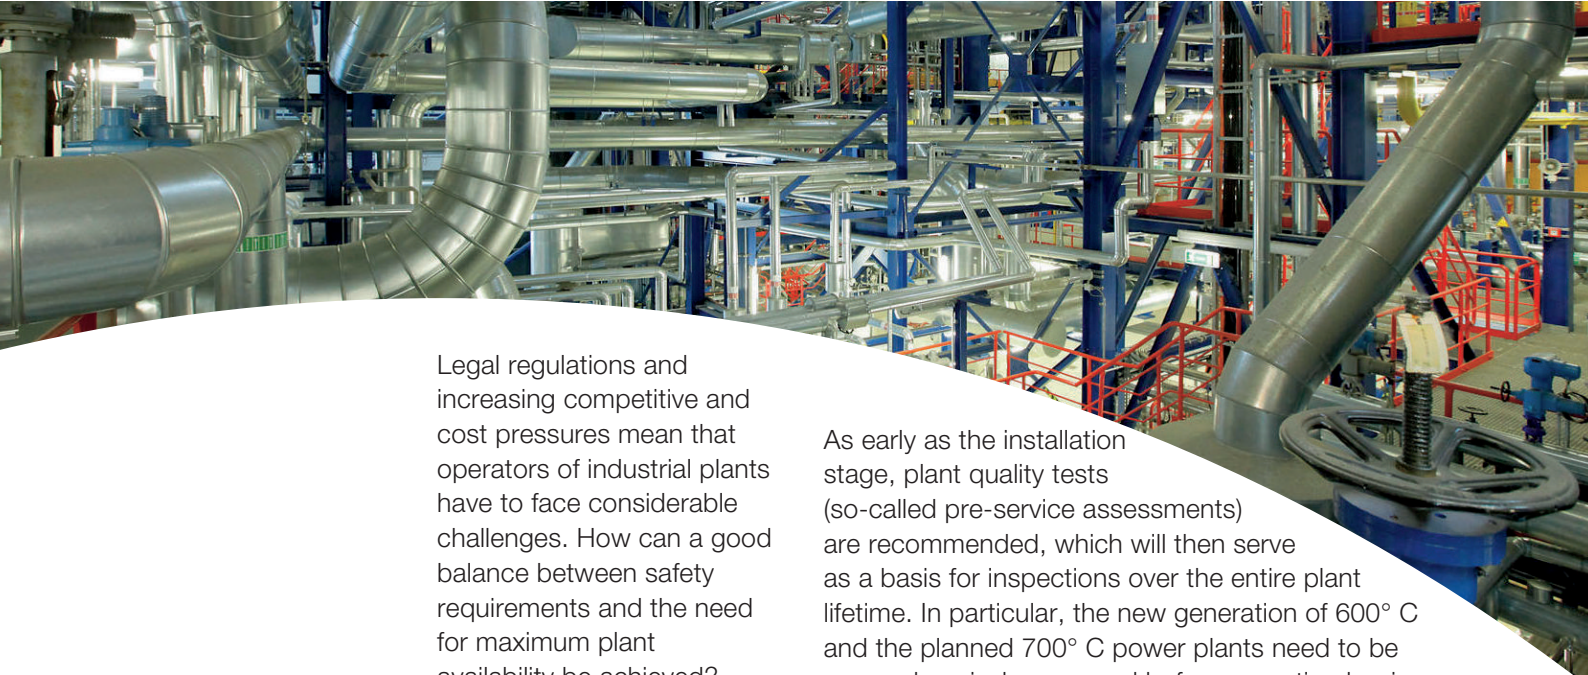 Legal regulations and
increasing competitive and
cost pressures mean that
operators of industrial plants
have to face considerable
challenges. How can a good
balance between safety
requirements and the need
for maximum plant
availability be achieved?
As early as the installation
stage, plant quality tests
(so-called pre-service assessments)
are recommended, which will then serve
as a basis for inspections over the entire plant
lifetime. In particular, the new generation of 600° C
and the planned 700° C power plants need to be